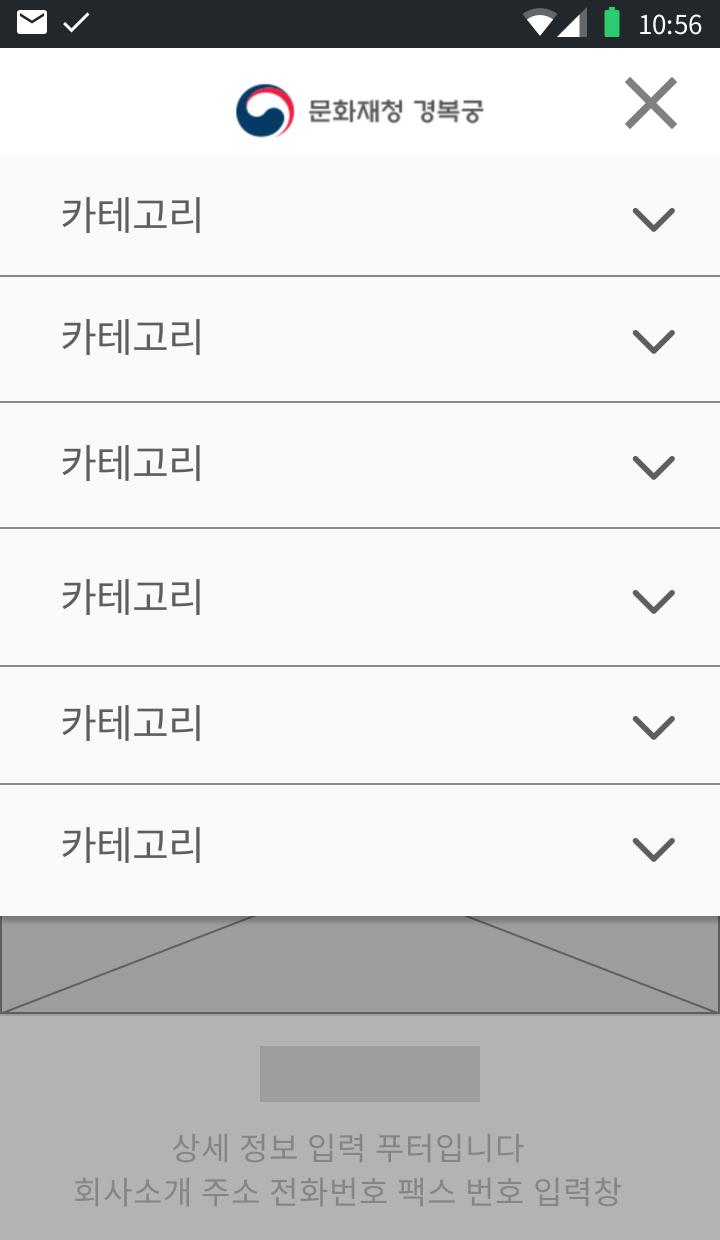 10:56
문화재청 경복궁
카테고리
카테고리
카테고리
카테고리
카테고리
카테고리
상세 정보 입력 푸터입니다
회사소개 주소 전화번호 팩스 번호 입력창